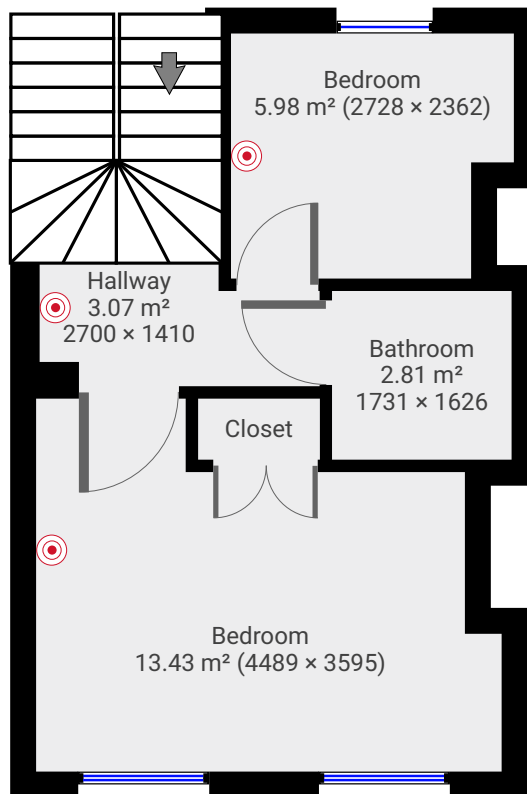 Bedroom
5.98 m² (2728 × 2362)
Hallway
3.07 m²
2700 × 1410
Bathroom
2.81 m²
1731 × 1626
Closet
Bedroom
13.43 m² (4489 × 3595)